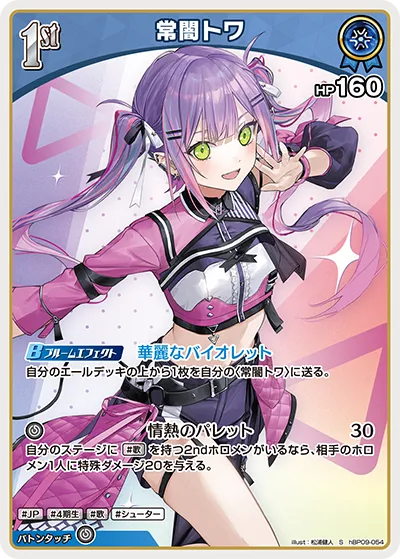 1st
常闇トワ
HP160
Bブルームエフェクト 華麗なバイオレット
自分のエールデッキの上から1枚を自分の〈常闇トワ〉に送る。
情熱のパレット 30
自分のステージに #歌 を持つ2ndホロメンがいるなら、相手のホロ
メン1人に特殊ダメージ20を与える。
#JP #4期生 #歌 #シューター
バトンタッチ
illust：松浦健人 S hBP09-054